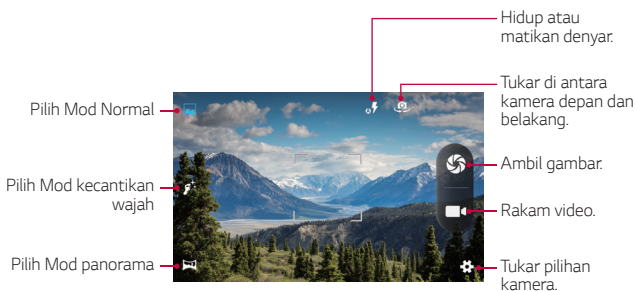 Hidup atau
matikan denyar.
Tukar di antara
kamera depan dan
belakang.
Pilih Mod Normal
Ambil gambar.
Pilih Mod kecantikan
wajah
Rakam video.
Pilih Mod panorama
Tukar pilihan
kamera.